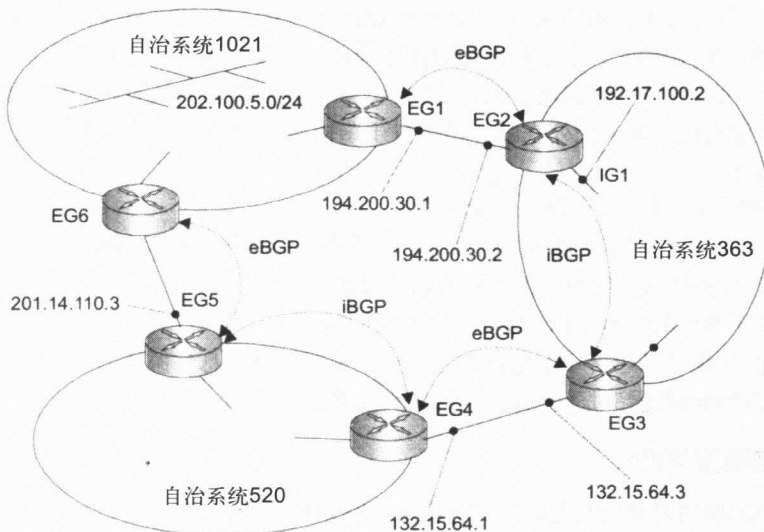 自治系统1021
eBGP
202.100.5.0/24
EG1
EG2
192.17.100.2
IG1
194.200.30.1
EG6
194.200.30.2
eBGP
iBGP
自治系统363
201.14.110.3
EG5
iBGP
eBGP
EG4
EG3
自治系统520
132.15.64.1
132.15.64.3